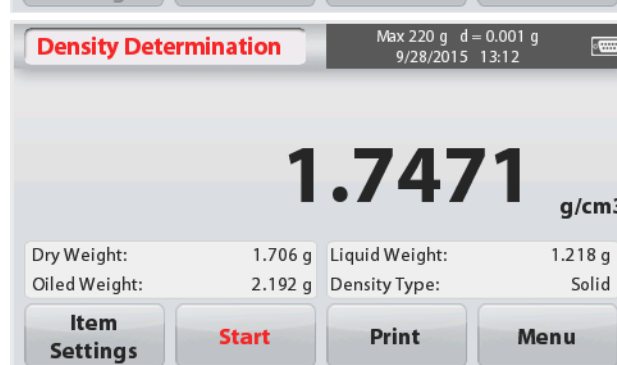 Density Determination
Max 220 g d = 0.001 g
9/28/2015 13:12
1.7471
g/cm3
Dry Weight: 1.706 g Liquid Weight: 1.218 g
Oiled Weight: 2.192 g Density Type: Solid
Item Settings Start Print Menu